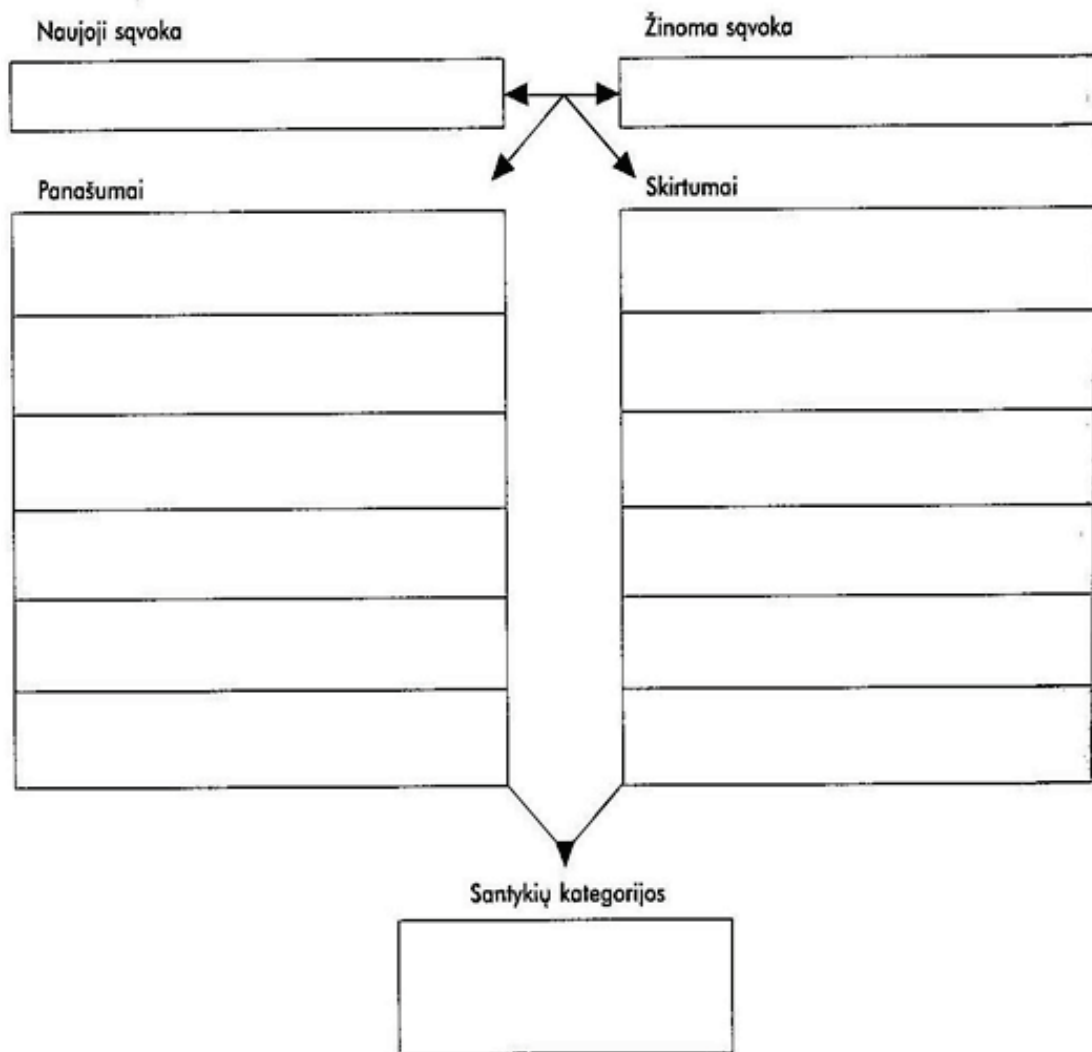 Naujoji sąvoka
Žinoma sąvoka
Panašumai
Skirtumai
Santykių kategorijos